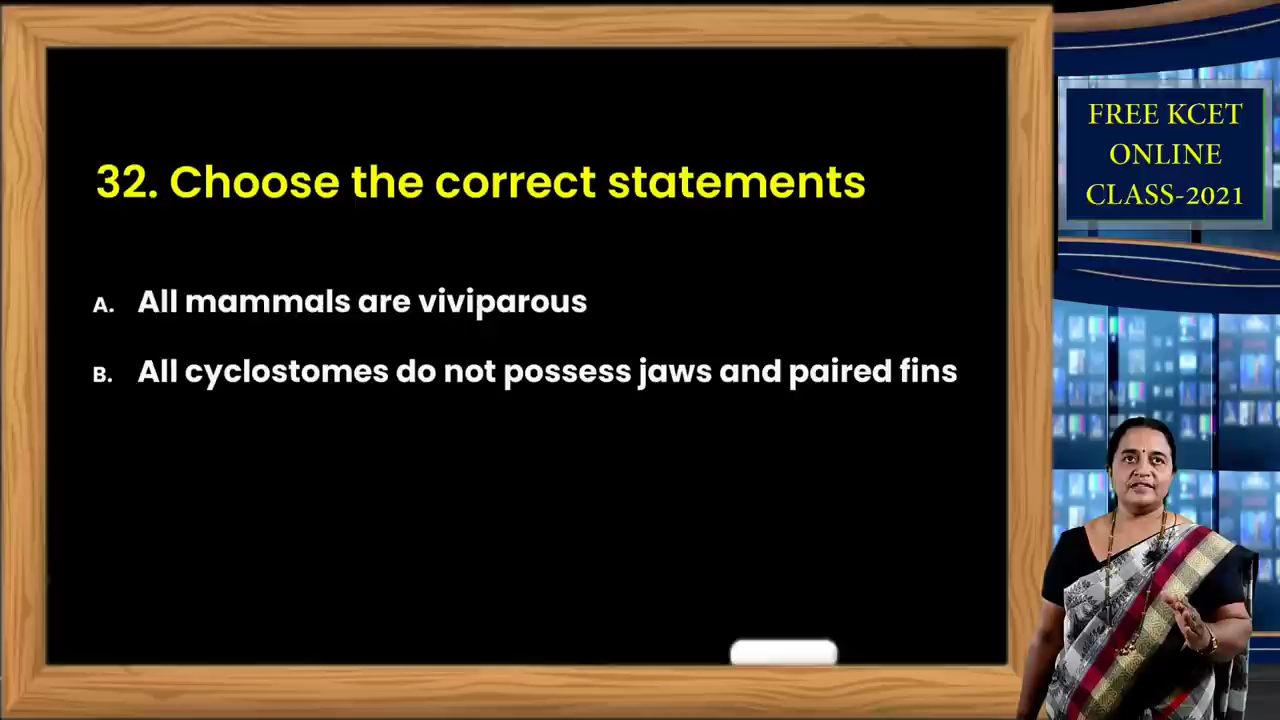 32. Choose the correct statements
A. All mammals are viviparous
B. All cyclostomes do not possess jaws and paired fins
FREE KCET
ONLINE
CLASS-2021